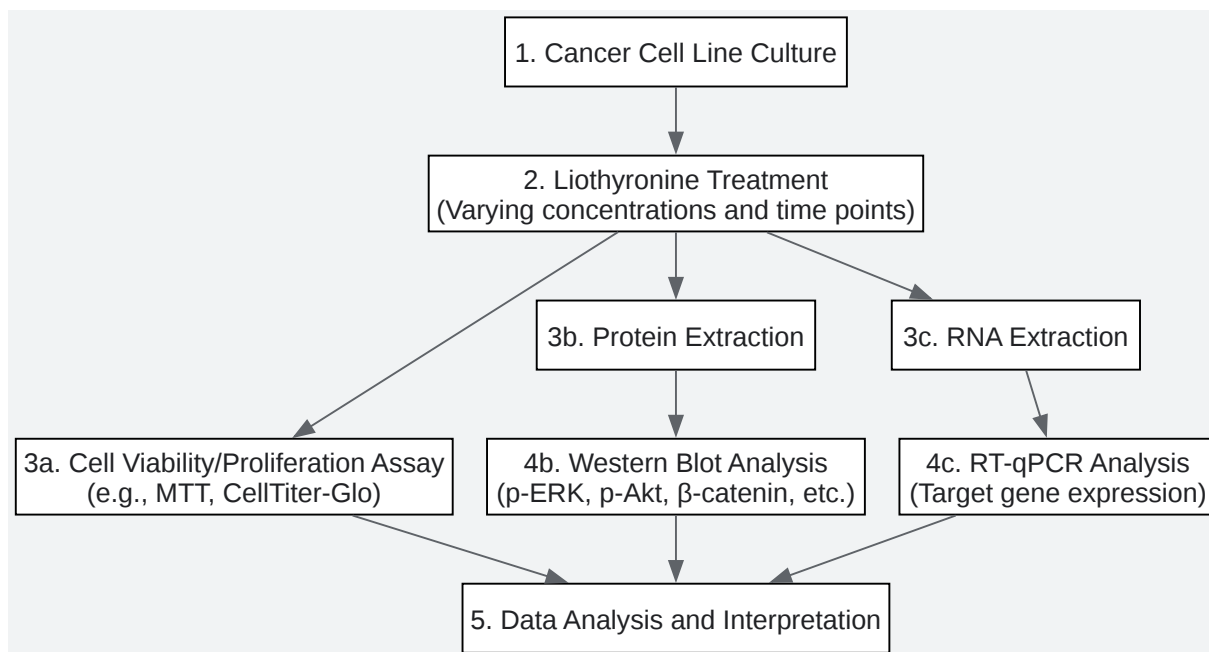 1. Cancer Cell Line Culture
2. Liothyronine Treatment
(Varying concentrations and time points)
3b. Protein Extraction
3c. RNA Extraction
3a. Cell Viability/Proliferation Assay
(e.g., MTT, CellTiter-Glo)
4b. Western Blot Analysis
(p-ERK, p-Akt, β-catenin, etc.)
4c. RT-qPCR Analysis
(Target gene expression)
5. Data Analysis and Interpretation